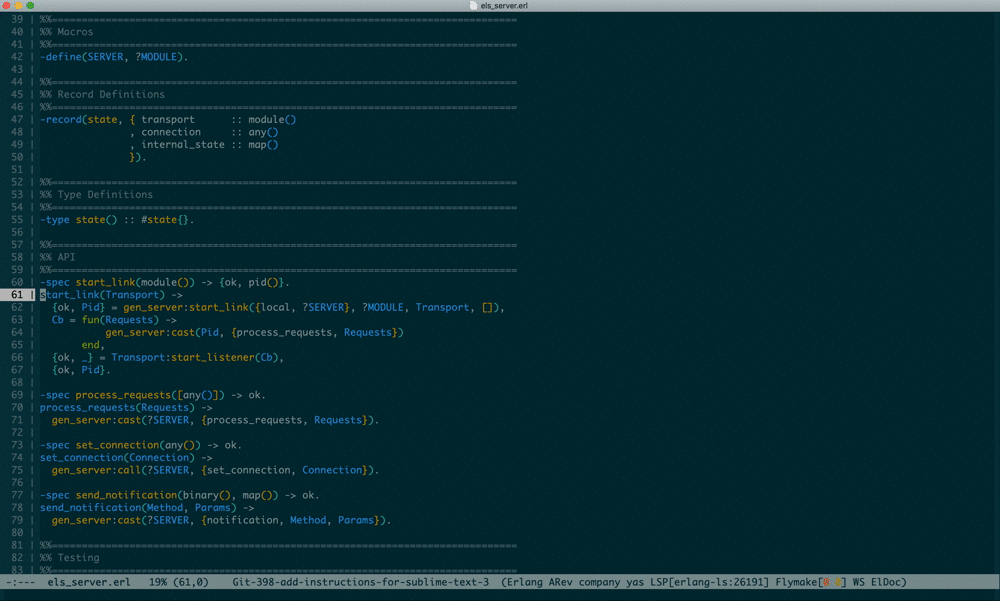 els_server.erl
39 | %%==============================================================================
40 | %% Macros
41 | %%==============================================================================
42 | -define(SERVER, ?MODULE).
43 |
44 | %%==============================================================================
45 | %% Record Definitions
46 | %%==============================================================================
47 | -record(state, { transport      :: module()
48 |                , connection     :: any()
49 |                , internal_state :: map()
50 |                }).
51 |
52 | %%==============================================================================
53 | %% Type Definitions
54 | %%==============================================================================
55 | -type state() :: #state{}.
56 |
57 | %%==============================================================================
58 | %% API
59 | %%==============================================================================
60 | -spec start_link(module()) -> {ok, pid()}.
61 | start_link(Transport) ->
62 |   {ok, Pid} = gen_server:start_link({local, ?SERVER}, ?MODULE, Transport, []),
63 |   Cb = fun(Requests) ->
64 |            gen_server:cast(Pid, {process_requests, Requests})
65 |        end,
66 |   {ok, _} = Transport:start_listener(Cb),
67 |   {ok, Pid}.
68 |
69 | -spec process_requests([any()]) -> ok.
70 | process_requests(Requests) ->
71 |   gen_server:cast(?SERVER, {process_requests, Requests}).
72 |
73 | -spec set_connection(any()) -> ok.
74 | set_connection(Connection) ->
75 |   gen_server:call(?SERVER, {set_connection, Connection}).
76 |
77 | -spec send_notification(binary(), map()) -> ok.
78 | send_notification(Method, Params) ->
79 |   gen_server:cast(?SERVER, {notification, Method, Params}).
80 |
81 | %%==============================================================================
82 | %% Testing
83 | %%==============================================================================
-:--- els_server.erl 19% (61,0) Git-398-add-instructions-for-sublime-text-3 (Erlang ARev company yas LSP[erlang-ls:26191] Flymake[] WS ElDoc)